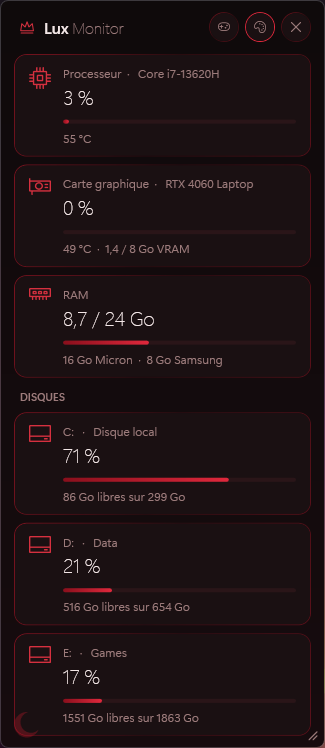 Lux Monitor
Processeur · Core i7-13620H
3 %
55 °C
Carte graphique · RTX 4060 Laptop
0 %
49 °C · 1,4 / 8 Go VRAM
RAM
8,7 / 24 Go
16 Go Micron · 8 Go Samsung
DISQUES
C: · Disque local
71 %
86 Go libres sur 299 Go
D: · Data
21 %
516 Go libres sur 654 Go
E: · Games
17 %
1551 Go libres sur 1863 Go